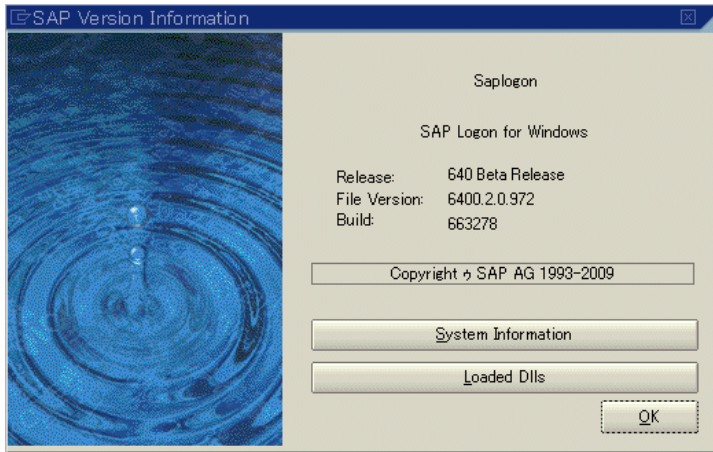 SAP Version Information
Saplogon
SAP Logon for Windows
Release: 640 Beta Release
File Version: 6400.2.0.972
Build: 663278
Copyright ゥ SAP AG 1993-2009
System Information
Loaded Dlls
OK